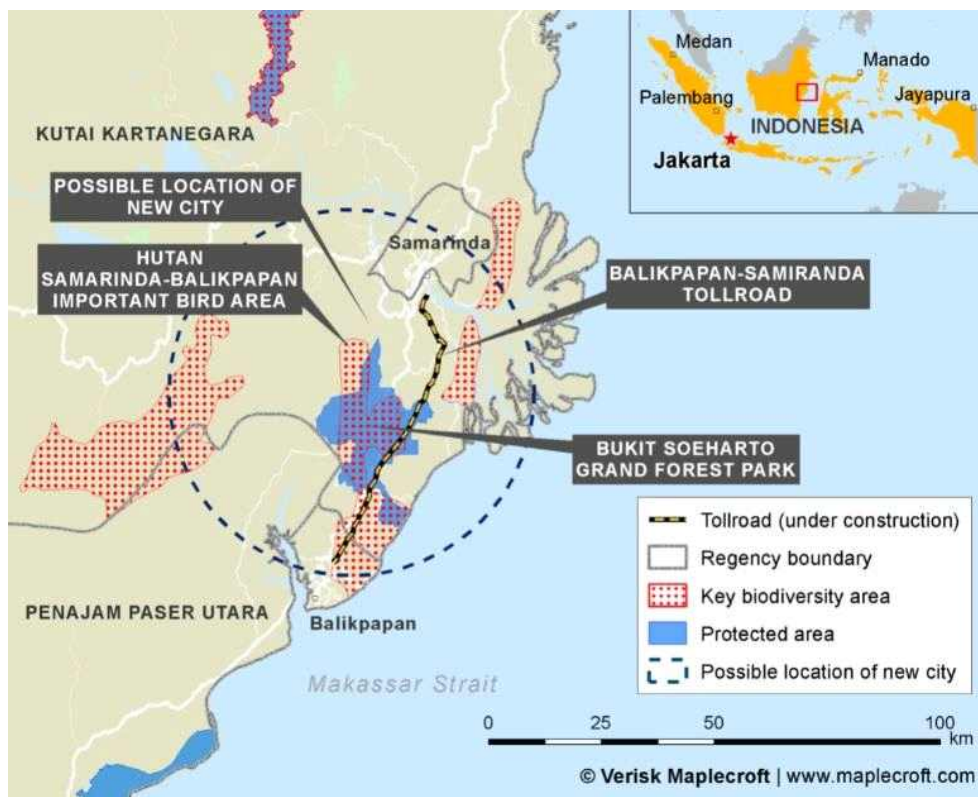 Medan
Manado
Palembang
Jayapura
INDONESIA
Jakarta
KUTAI KARTANEGARA
POSSIBLE LOCATION OF
NEW CITY
Samarinda
HUTAN
SAMARINDA-BALIKPAPAN
IMPORTANT BIRD AREA
BALIKPAPAN-SAMIRANDA
TOLLROAD
BUKIT SOEHARTO
GRAND FOREST PARK
PENAJAM PASER UTARA
Balikpapan
Makassar Strait
Tollroad (under construction)
Regency boundary
Key biodiversity area
Protected area
Possible location of new city
0 25 50 100
km
© Verisk Maplecroft | www.maplecroft.com